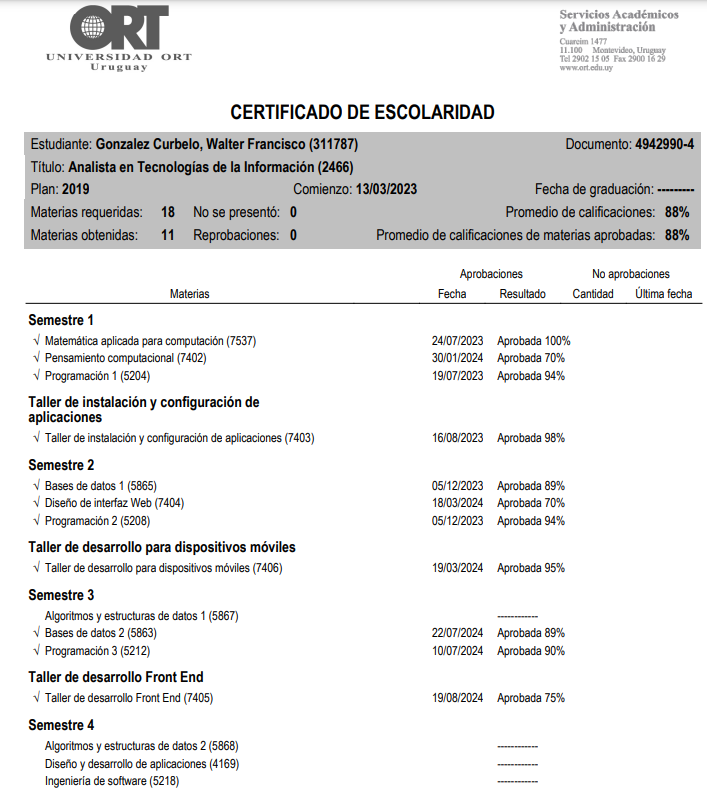 ORT
UNIVERSIDAD ORT
Uruguay
Servicios Académicos
y Administración
Cuareim 1477
11.100 Montevideo, Uruguay
Tel 2902 15 05 Fax 2900 16 29
www.ort.edu.uy
CERTIFICADO DE ESCOLARIDAD
Estudiante: Gonzalez Curbelo, Walter Francisco (311787) Documento: 4942990-4
Título: Analista en Tecnologías de la Información (2466)
Plan: 2019 Comienzo: 13/03/2023 Fecha de graduación: ---------
Materias requeridas: 18 No se presentó: 0 Promedio de calificaciones: 88%
Materias obtenidas: 11 Reprobaciones: 0 Promedio de calificaciones de materias aprobadas: 88%
Aprobaciones No aprobaciones
Materias Fecha Resultado Cantidad Última fecha
Semestre 1
√ Matemática aplicada para computación (7537) 24/07/2023 Aprobada 100%
√ Pensamiento computacional (7402) 30/01/2024 Aprobada 70%
√ Programación 1 (5204) 19/07/2023 Aprobada 94%
Taller de instalación y configuración de
aplicaciones
√ Taller de instalación y configuración de aplicaciones (7403) 16/08/2023 Aprobada 98%
Semestre 2
√ Bases de datos 1 (5865) 05/12/2023 Aprobada 89%
√ Diseño de interfaz Web (7404) 18/03/2024 Aprobada 70%
√ Programación 2 (5208) 05/12/2023 Aprobada 94%
Taller de desarrollo para dispositivos móviles
√ Taller de desarrollo para dispositivos móviles (7406) 19/03/2024 Aprobada 95%
Semestre 3
Algoritmos y estructuras de datos 1 (5867) ------------
√ Bases de datos 2 (5863) 22/07/2024 Aprobada 89%
√ Programación 3 (5212) 10/07/2024 Aprobada 90%
Taller de desarrollo Front End
√ Taller de desarrollo Front End (7405) 19/08/2024 Aprobada 75%
Semestre 4
Algoritmos y estructuras de datos 2 (5868) ------------
Diseño y desarrollo de aplicaciones (4169) ------------
Ingeniería de software (5218) ------------